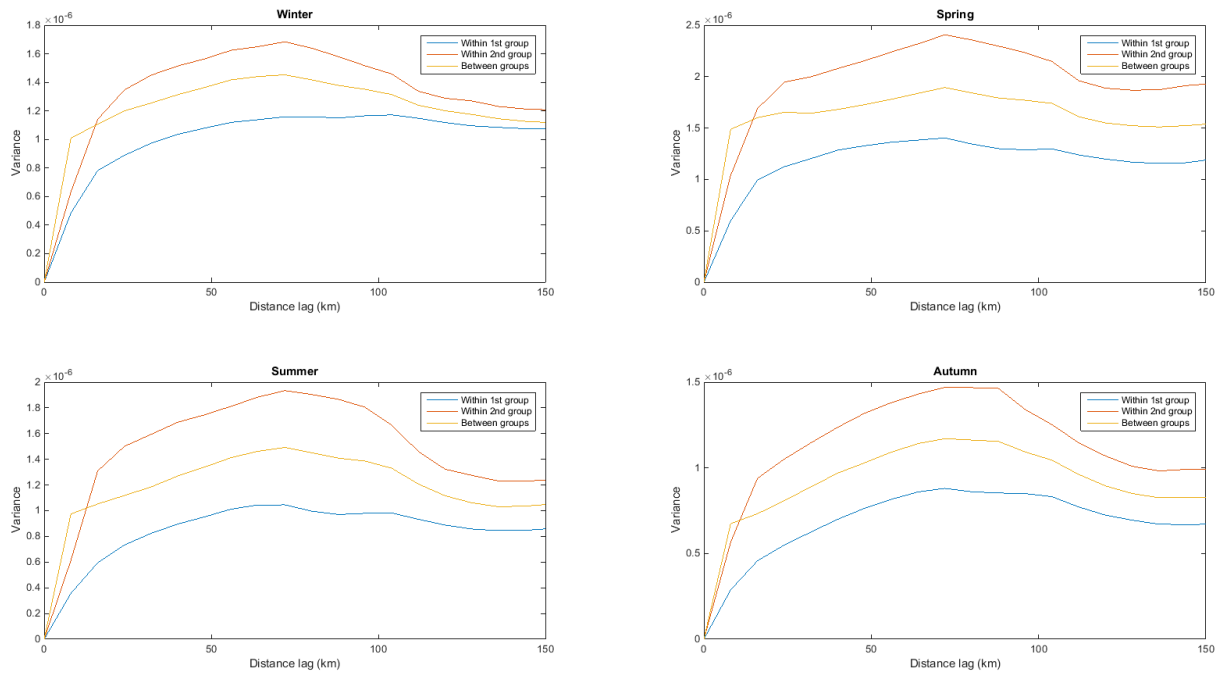 Winter
×10⁻⁶
1.8
1.6
1.4
1.2
1
0.8
0.6
0.4
0.2
0
Variance
Within 1st group
Within 2nd group
Between groups
0 50 100 150
Distance lag (km)
Spring
×10⁻⁶
2.5
2
1.5
1
0.5
0
Variance
Within 1st group
Within 2nd group
Between groups
0 50 100 150
Distance lag (km)
Summer
×10⁻⁶
2
1.8
1.6
1.4
1.2
1
0.8
0.6
0.4
0.2
0
Variance
Within 1st group
Within 2nd group
Between groups
0 50 100 150
Distance lag (km)
Autumn
×10⁻⁶
1.5
1
0.5
0
Variance
Within 1st group
Within 2nd group
Between groups
0 50 100 150
Distance lag (km)